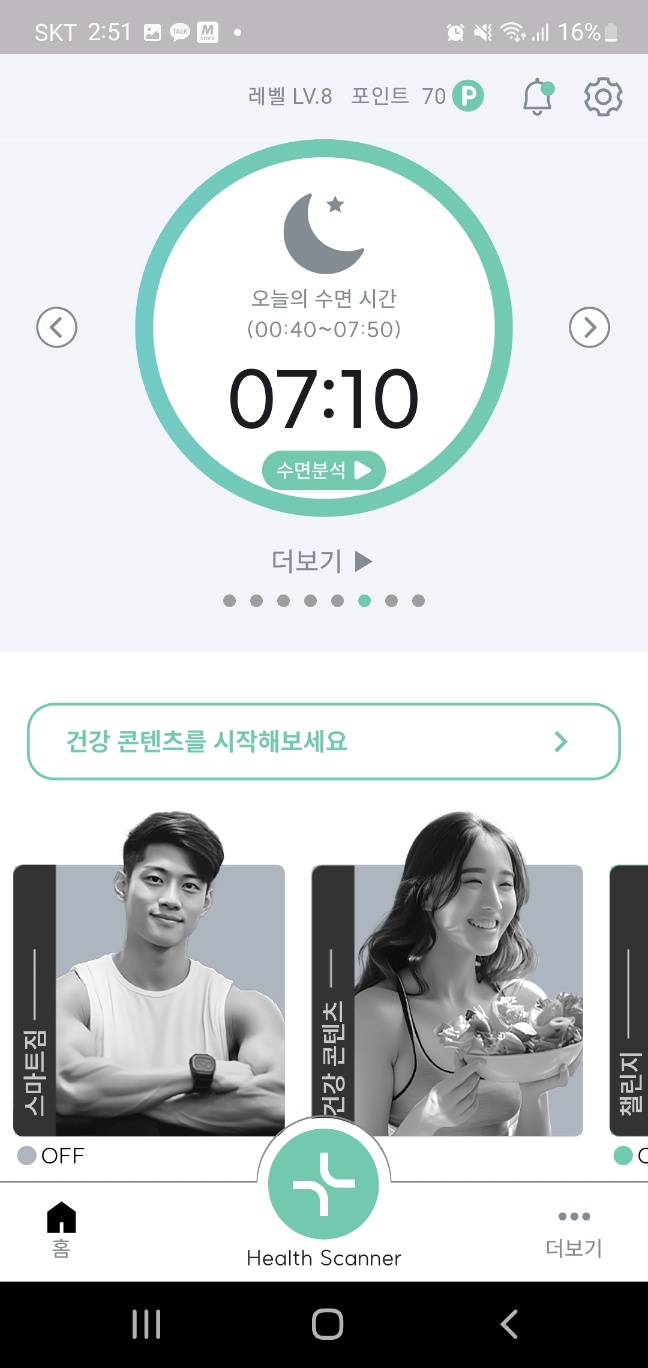 SKT 2:51 TALK M STOCK 16%
레벨 LV.8 포인트 70 P
오늘의 수면 시간
(00:40~07:50)
07:10
수면분석
더보기
건강 콘텐츠를 시작해보세요
스마트짐
건강 콘텐츠
챌린지
OFF
홈
Health Scanner
더보기